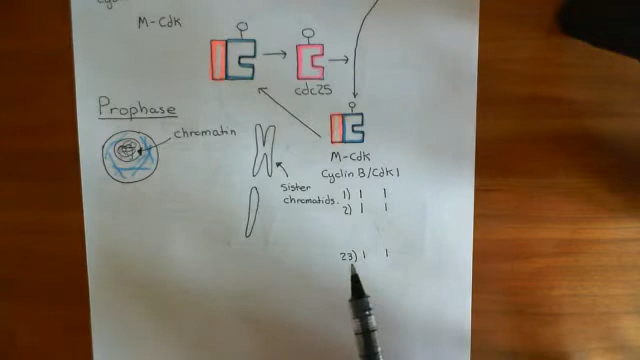 M-Cdk
cdc25
Prophase
chromatin
M-Cdk
Cyclin B/Cdk1
Sister
chromatids.
1) 1 1
2) 1 1
23) 1 1